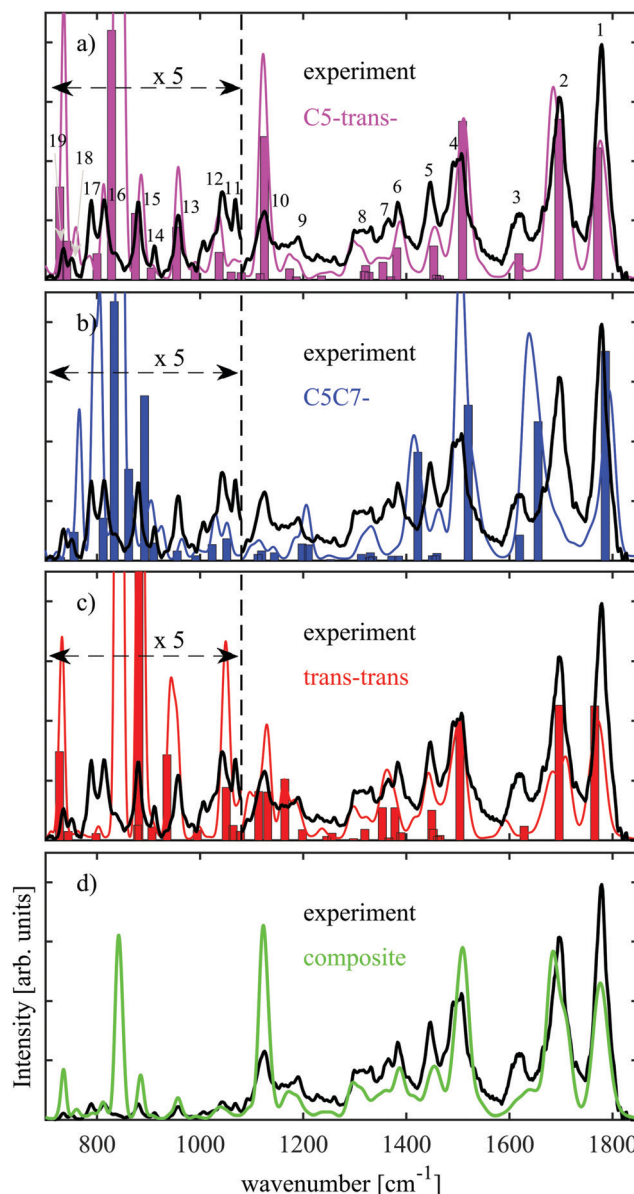 a)
x 5
experiment
C5-trans-
1
2
3
4
5
6
7
8
9
10
11
12
13
14
15
16
17
18
19
b)
x 5
experiment
C5C7-
c)
x 5
experiment
trans-trans
d)
experiment
composite
Intensity [arb. units]
800 1000 1200 1400 1600 1800
wavenumber [cm-1]